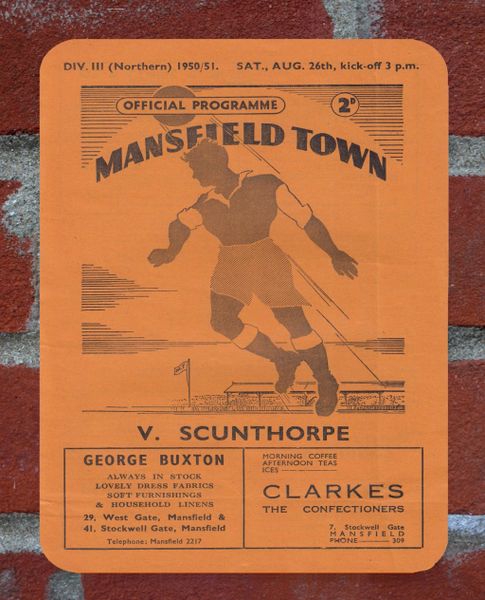 DIV. III (Northern) 1950/51. SAT., AUG. 26th, kick-off 3 p.m.
OFFICIAL PROGRAMME 2D
MANSFIELD TOWN
V. SCUNTHORPE
GEORGE BUXTON
ALWAYS IN STOCK
LOVELY DRESS FABRICS
SOFT FURNISHINGS
& HOUSEHOLD LINENS
29, West Gate, Mansfield &
41, Stockwell Gate, Mansfield
Telephone: Mansfield 2217
MORNING COFFEE
AFTERNOON TEAS
ICES
CLARKES
THE CONFECTIONERS
7, Stockwell Gate
MANSFIELD
PHONE 309